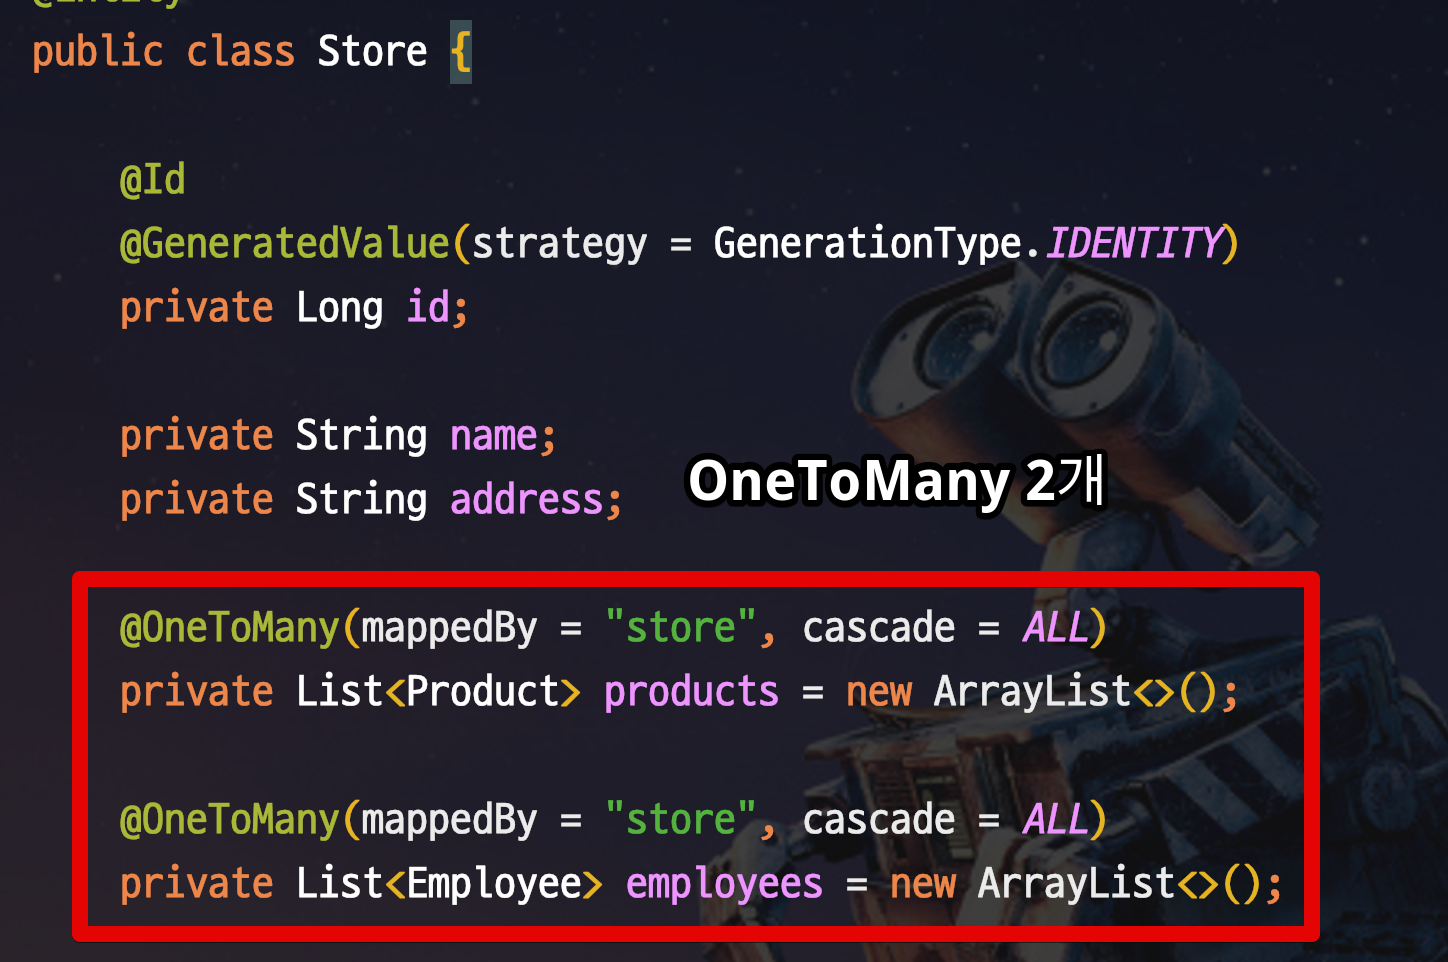 @Entity
public class Store {
@Id
@GeneratedValue(strategy = GenerationType.IDENTITY)
private Long id;
private String name;
private String address;
OneToMany 2개
@OneToMany(mappedBy = "store", cascade = ALL)
private List<Product> products = new ArrayList<>();
@OneToMany(mappedBy = "store", cascade = ALL)
private List<Employee> employees = new ArrayList<>();